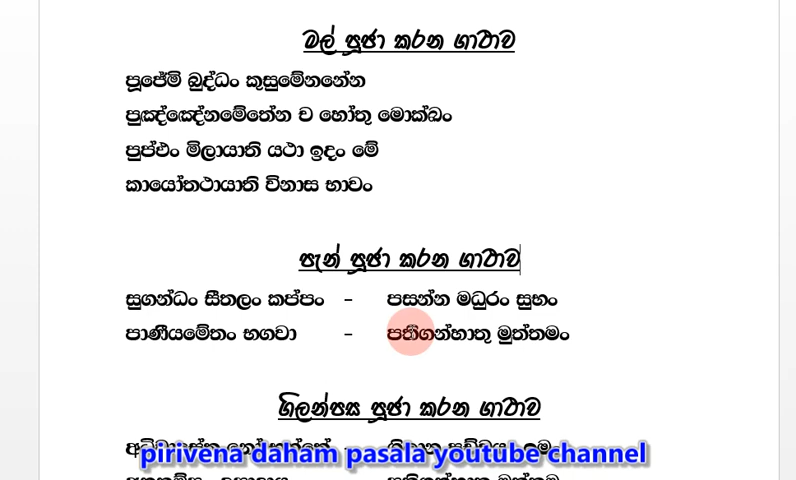 මල් පූජා කරන ගාථාව
පූජේමි බුද්ධං කුසුමේනනේන
පුඤ්ඤේනමේතේන ච හෝතු මොක්ඛං
පුප්ඵං මිලායාති යථා ඉදං මේ
කායෝතථායාති විනාස භාවං
පැන් පූජා කරන ගාථාව
සුගන්ධං සීතලං කප්පං - පසන්න මධුරං සුභං
පාණීයමේතං භගවා - පතිගන්හාතු මුත්තමං
ගිලන්පස පූජා කරන ගාථාව
pirivena daham pasala youtube channel